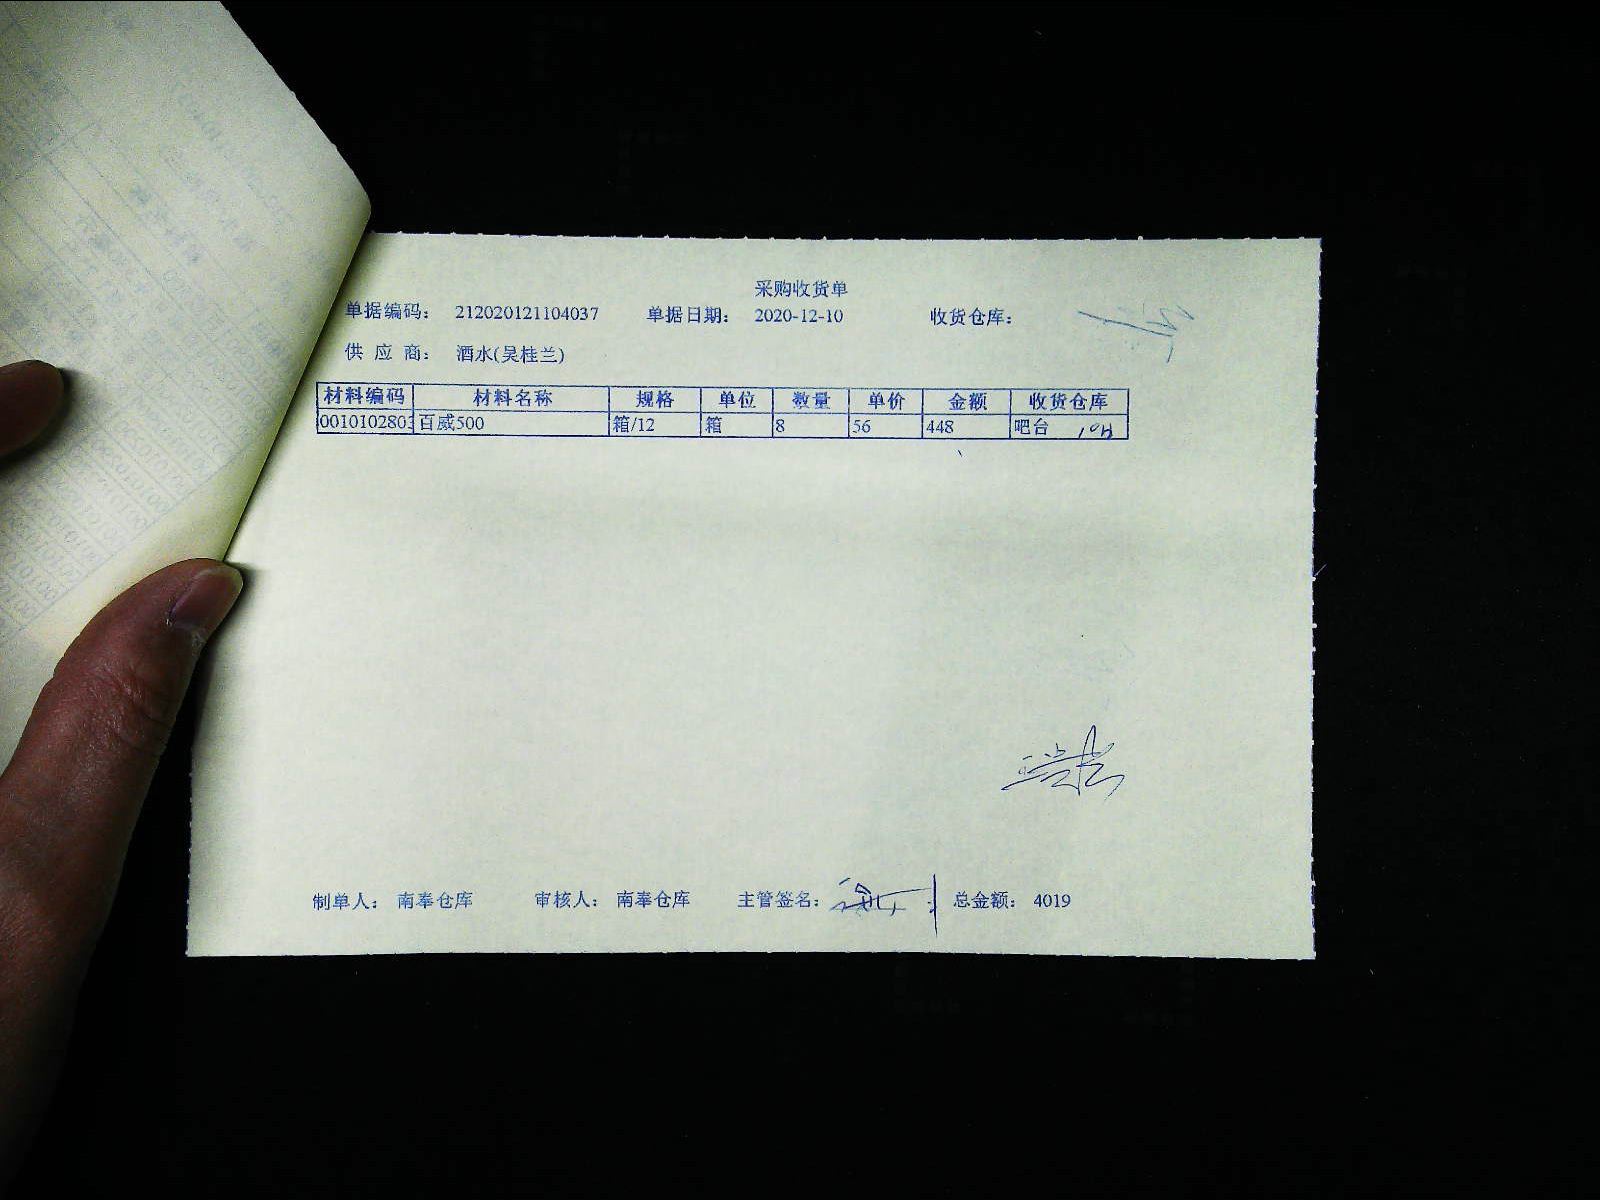 采购收货单
单据编码： 212020121104037 单据日期： 2020-12-10 收货仓库：
供 应 商： 酒水(吴桂兰)
材料编码 材料名称 规格 单位 数量 单价 金额 收货仓库
0010102803 百威500 箱/12 箱 8 56 448 吧台
制单人： 南奉仓库 审核人： 南奉仓库 主管签名： 总金额： 4019